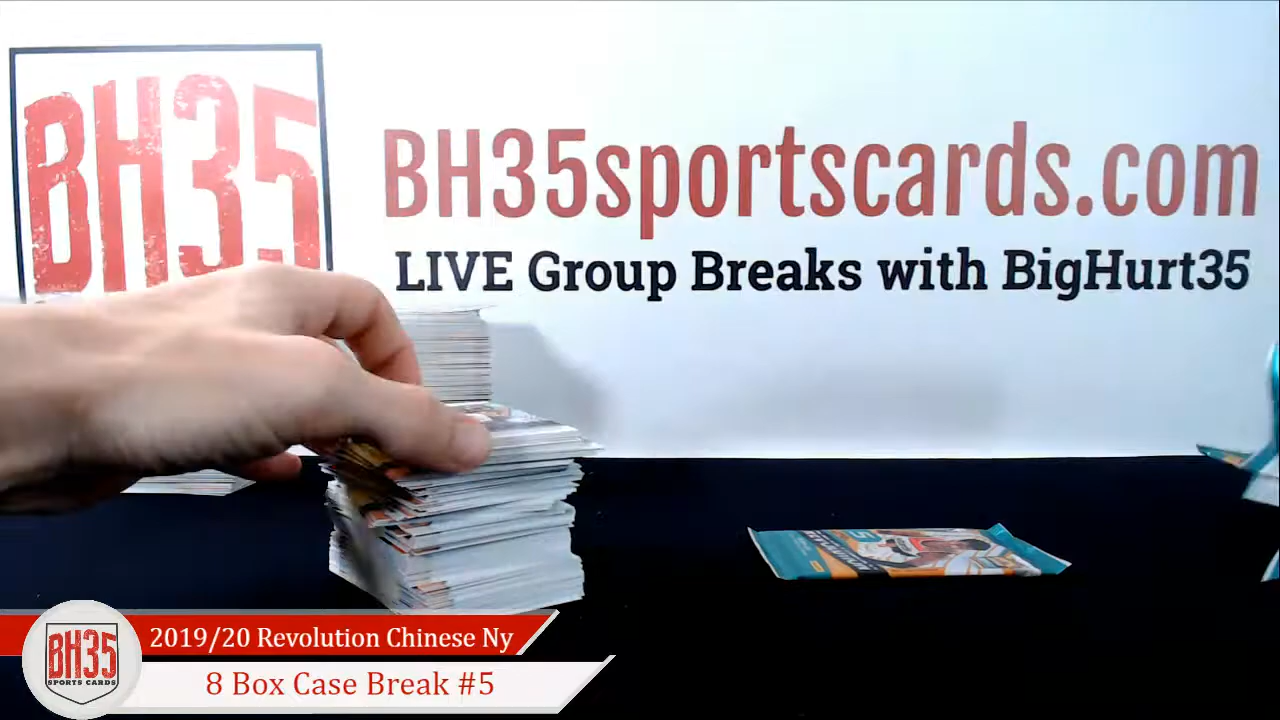 BH35
BH35sportscards.com
LIVE Group Breaks with BigHurt35
BH35
SPORTS CARDS
2019/20 Revolution Chinese Ny
8 Box Case Break #5